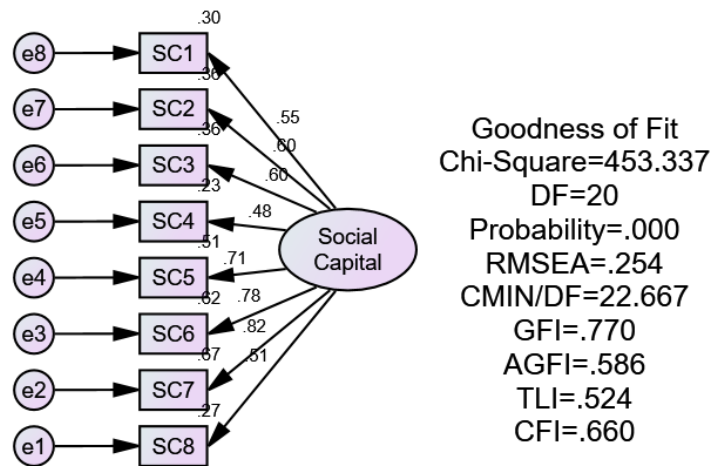 .30
e8 SC1
.36
.55
e7 SC2
.36
.60
e6 SC3
.60
.23
e5 SC4
.48
.51
Social
Capital
e4 SC5
.71
.62
e3 SC6
.78
.67
.82
e2 SC7
.51
.27
e1 SC8
Goodness of Fit
Chi-Square=453.337
DF=20
Probability=.000
RMSEA=.254
CMIN/DF=22.667
GFI=.770
AGFI=.586
TLI=.524
CFI=.660